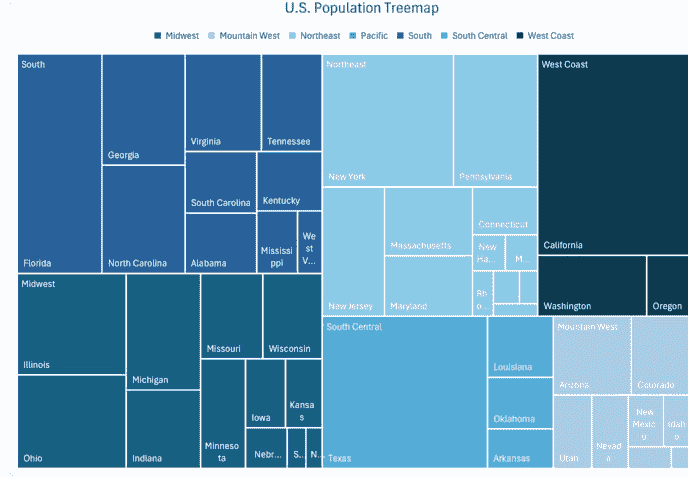 U.S. Population Treemap
Midwest Mountain West Northeast Pacific South South Central West Coast
South
Florida
Georgia
North Carolina
Virginia
Tennessee
South Carolina
Kentucky
Alabama
Mississi
ppi
We
st
V...
Midwest
Illinois
Ohio
Michigan
Indiana
Missouri
Wisconsin
Minneso
ta
Iowa
Kansa
s
Nebr...
S...
N...
Northeast
New York
Pennsylvania
New Jersey
Massachusetts
Maryland
Connecticut
New
Ha...
M...
Rh
o...
South Central
Texas
Louisiana
Oklahoma
Arkansas
West Coast
California
Washington
Oregon
Mountain West
Arizona
Colorado
Utah
Nevad
a
New
Mexic
o
Idah
o